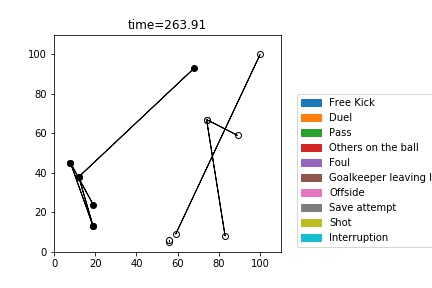 time=263.91
100
80
60
40
20
0
0 20 40 60 80 100
Free Kick
Duel
Pass
Others on the ball
Foul
Goalkeeper leaving l
Offside
Save attempt
Shot
Interruption